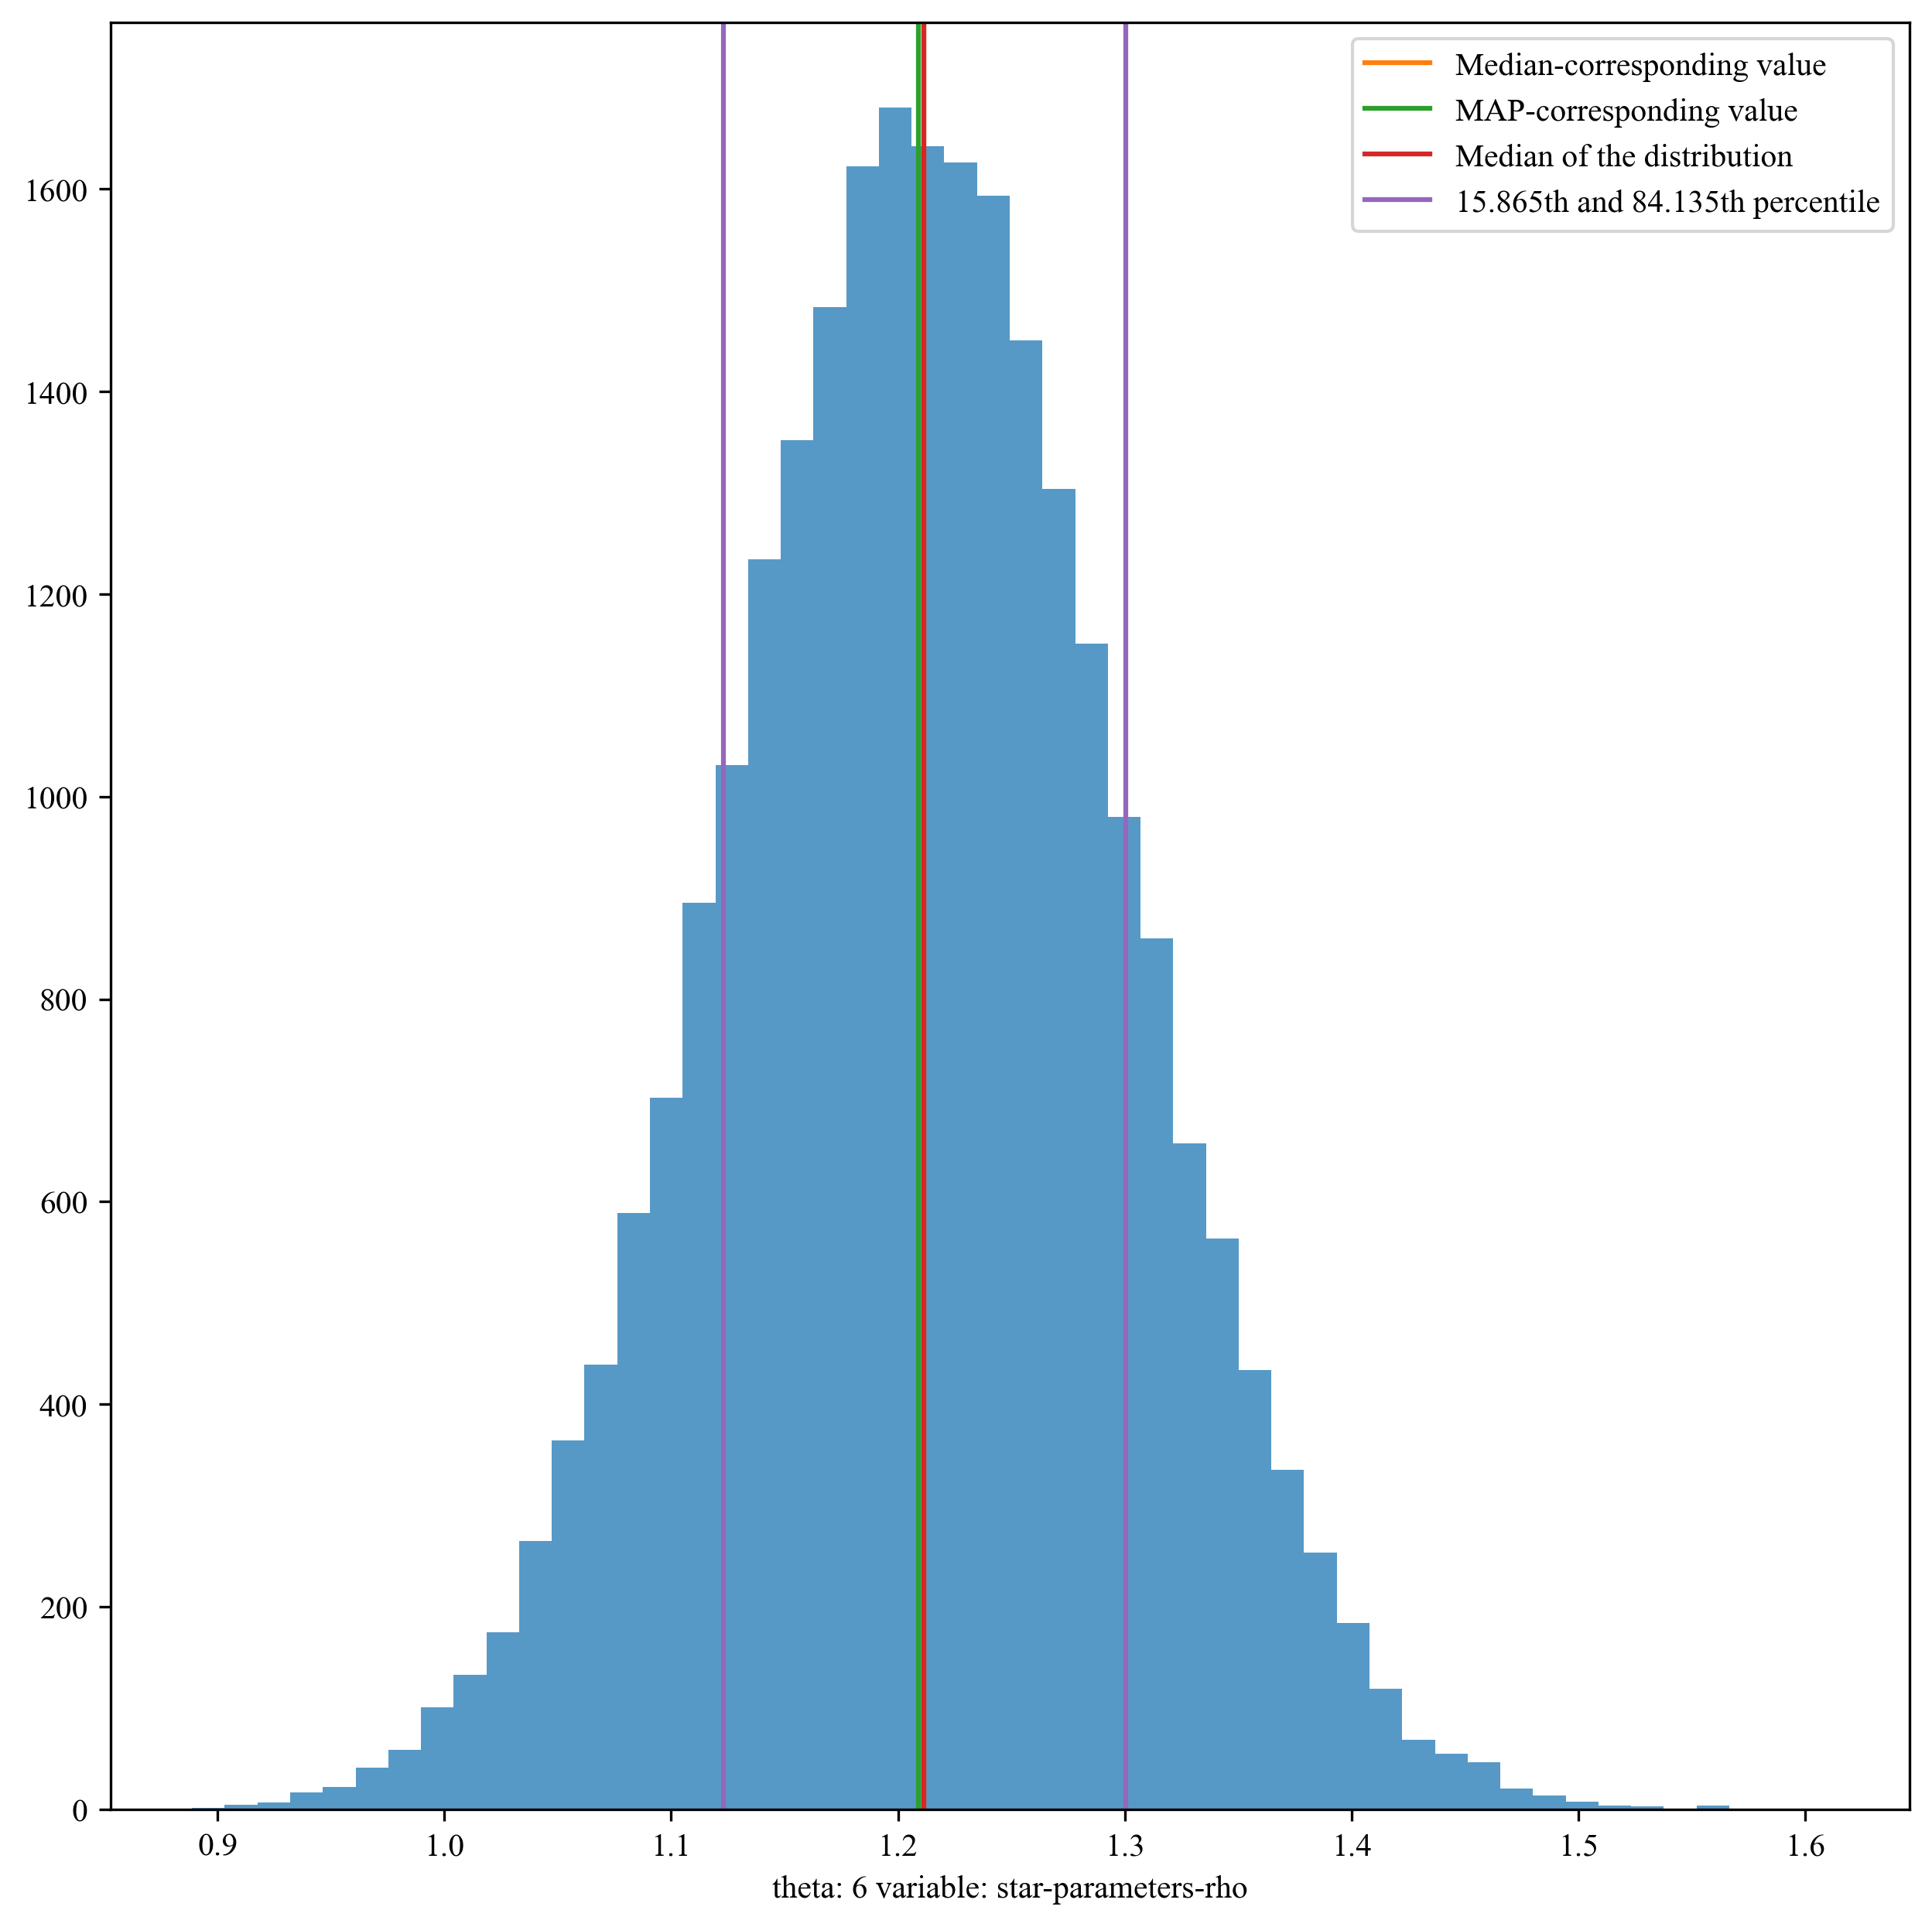 Median-corresponding value
MAP-corresponding value
Median of the distribution
15.865th and 84.135th percentile
1600
1400
1200
1000
800
600
400
200
0
0.9 1.0 1.1 1.2 1.3 1.4 1.5 1.6
theta: 6 variable: star-parameters-rho